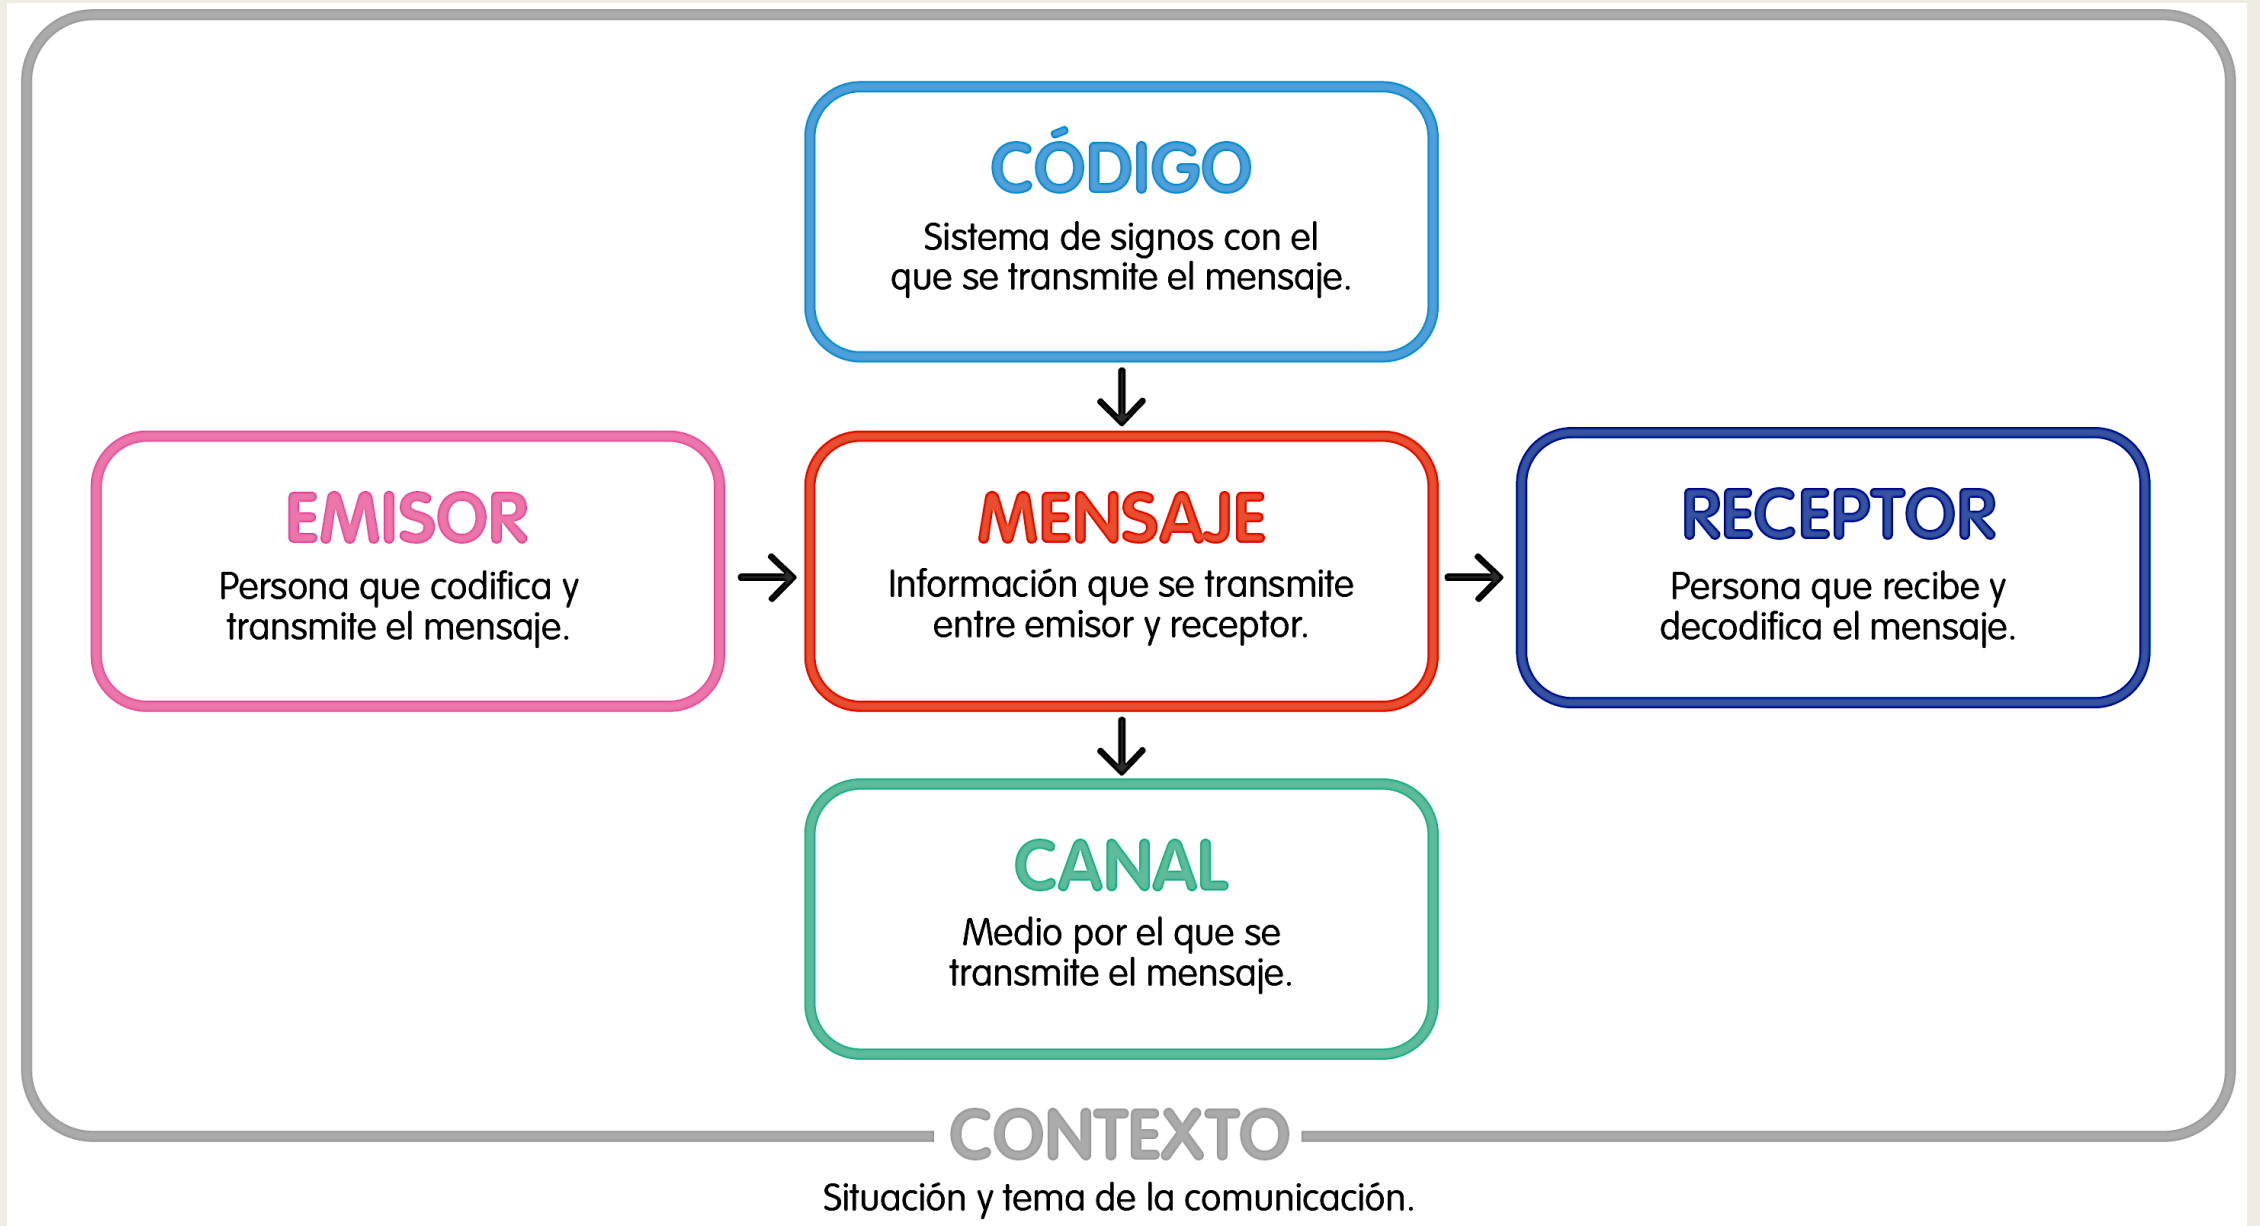 CÓDIGO
Sistema de signos con el
que se transmite el mensaje.
EMISOR
Persona que codifica y
transmite el mensaje.
MENSAJE
Información que se transmite
entre emisor y receptor.
RECEPTOR
Persona que recibe y
decodifica el mensaje.
CANAL
Medio por el que se
transmite el mensaje.
CONTEXTO
Situación y tema de la comunicación.